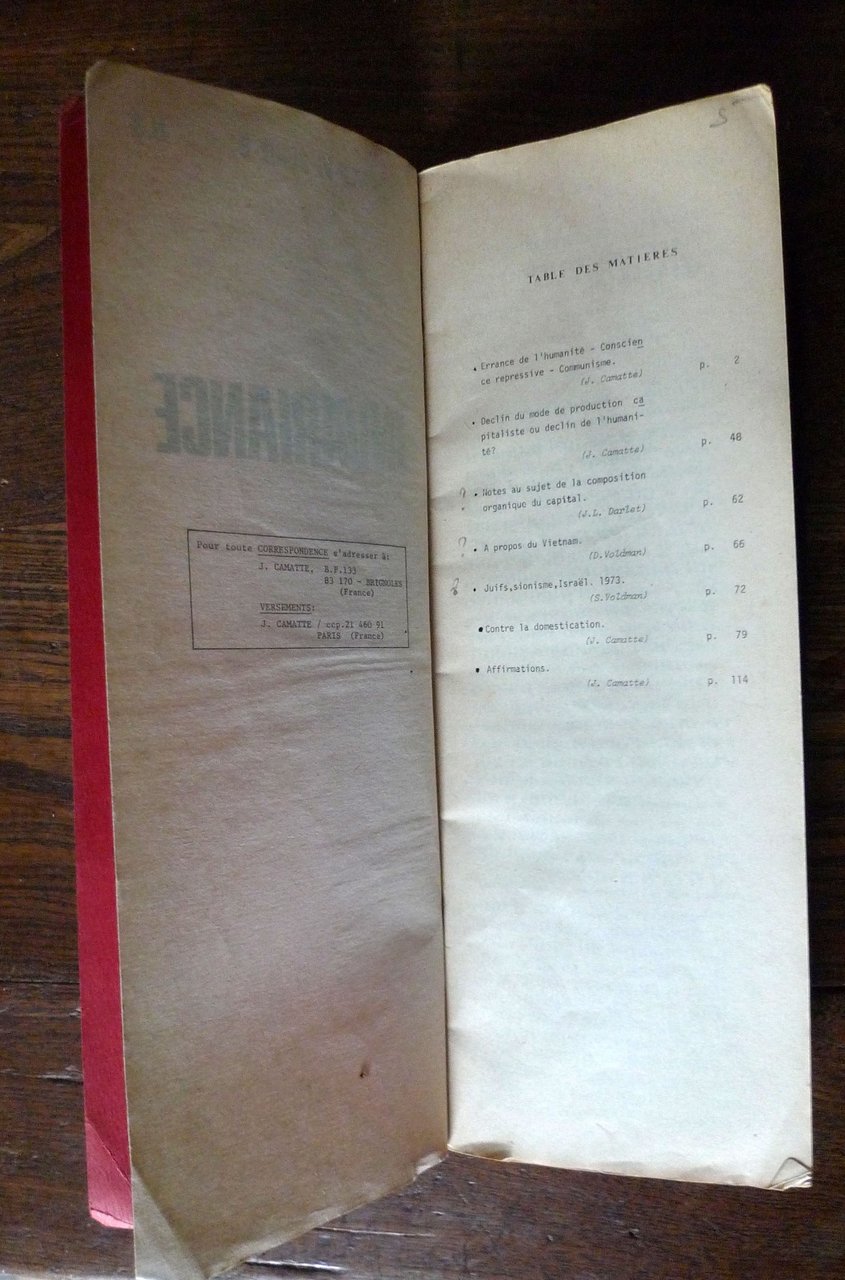 Pour toute CORRESPONDENCE s'adresser à:
J. CAMATTE, B.P.133
83 170 - BRIGNOLES
(France)
VERSEMENTS:
J. CAMATTE / ccp.21 460 91
PARIS (France)
S
TABLE DES MATIERES
. Errance de l'humanité - Conscien
ce repressive - Communisme.
(J. Camatte) p. 2
. Declin du mode de production ca
pitaliste ou declin de l'humani-
té?
(J. Camatte) p. 48
? . Notes au sujet de la composition
organique du capital.
(J.L. Darlet) p. 62
? . A propos du Vietnam.
(D.Voldman) p. 66
? . Juifs,sionisme,Israël. 1973.
(S.Voldman) p. 72
. Contre la domestication.
(J. Camatte) p. 79
. Affirmations.
(J. Camatte) p. 114